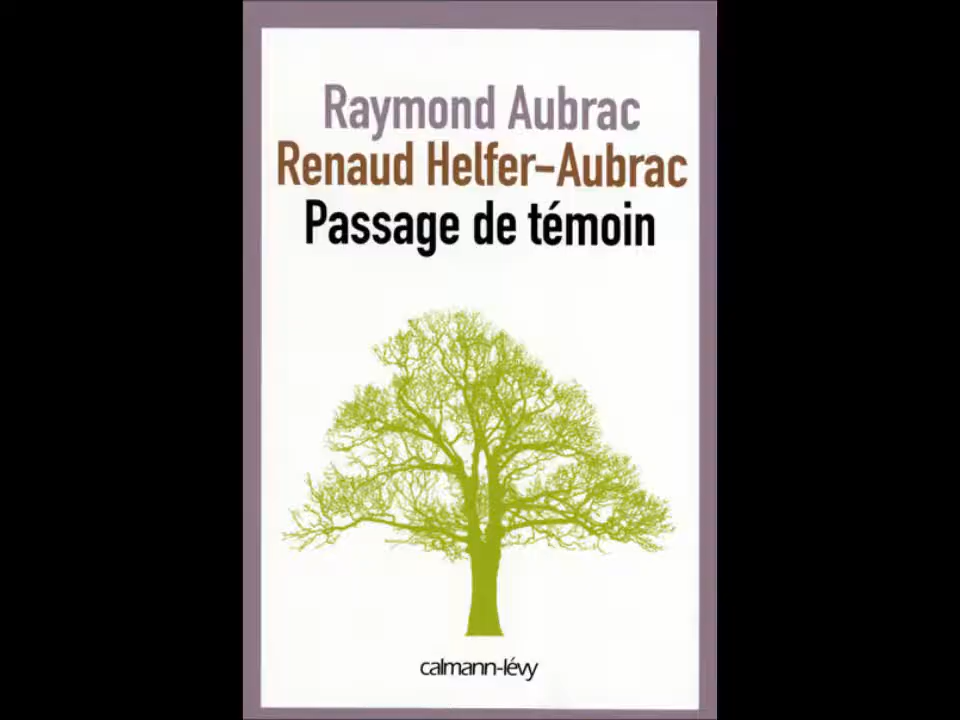 Raymond Aubrac
Renaud Helfer-Aubrac
Passage de témoin
calmann-lévy